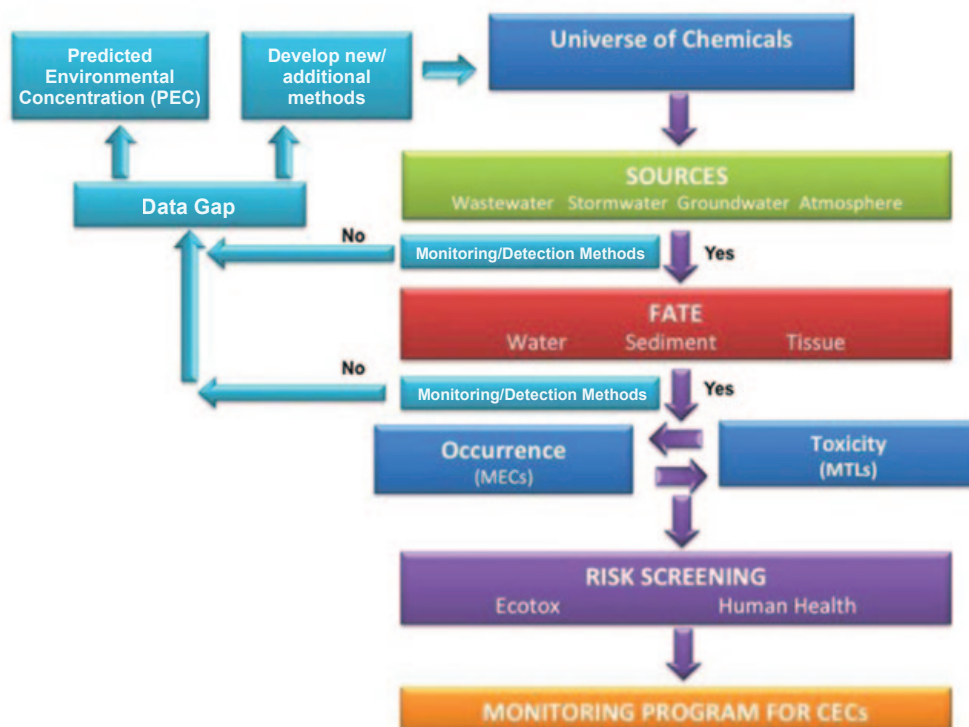 Predicted
Environmental
Concentration (PEC)
Develop new/
additional
methods
Universe of Chemicals
SOURCES
Wastewater Stormwater Groundwater Atmosphere
Data Gap
No
Monitoring/Detection Methods
Yes
FATE
Water Sediment Tissue
No
Monitoring/Detection Methods
Yes
Occurrence
(MECs)
Toxicity
(MTLs)
RISK SCREENING
Ecotox Human Health
MONITORING PROGRAM FOR CECs